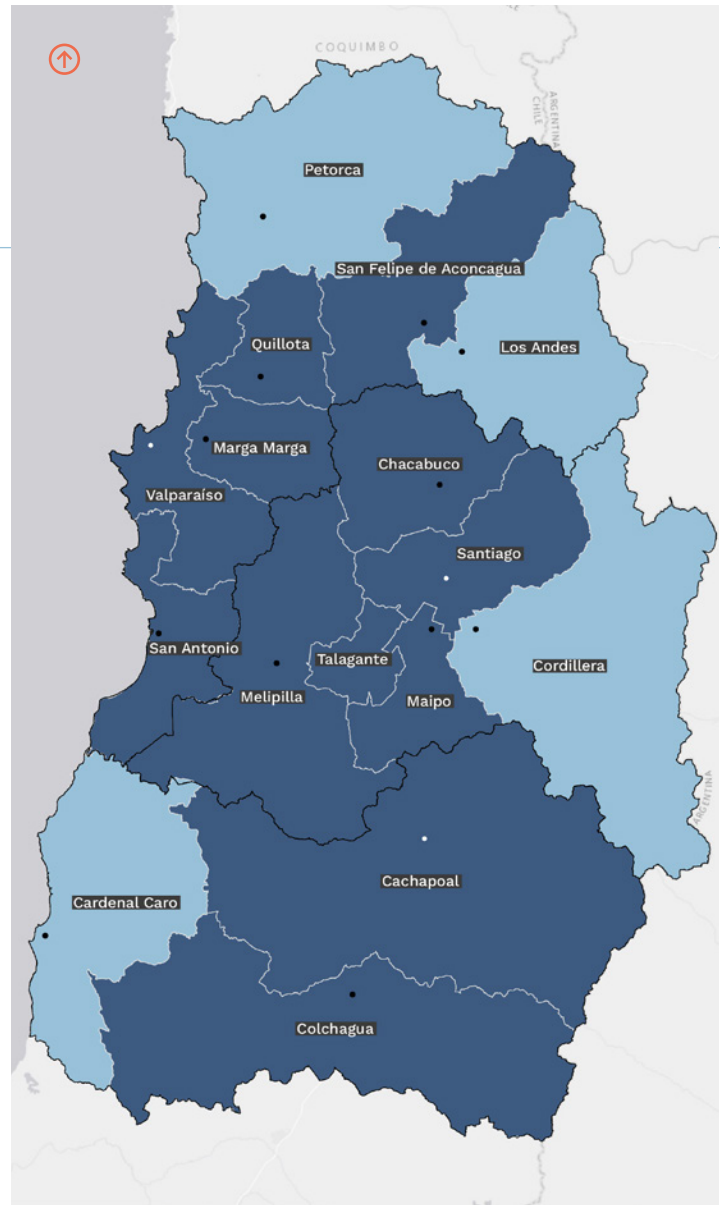 COQUIMBO
ARGENTINA
CHILE
Petorca
San Felipe de Aconcagua
Quillota
Los Andes
Marga Marga
Chacabuco
Valparaíso
Santiago
San Antonio
Talagante
Cordillera
Melipilla
Maipo
ARGENTINA
Cachapoal
Cardenal Caro
Colchagua